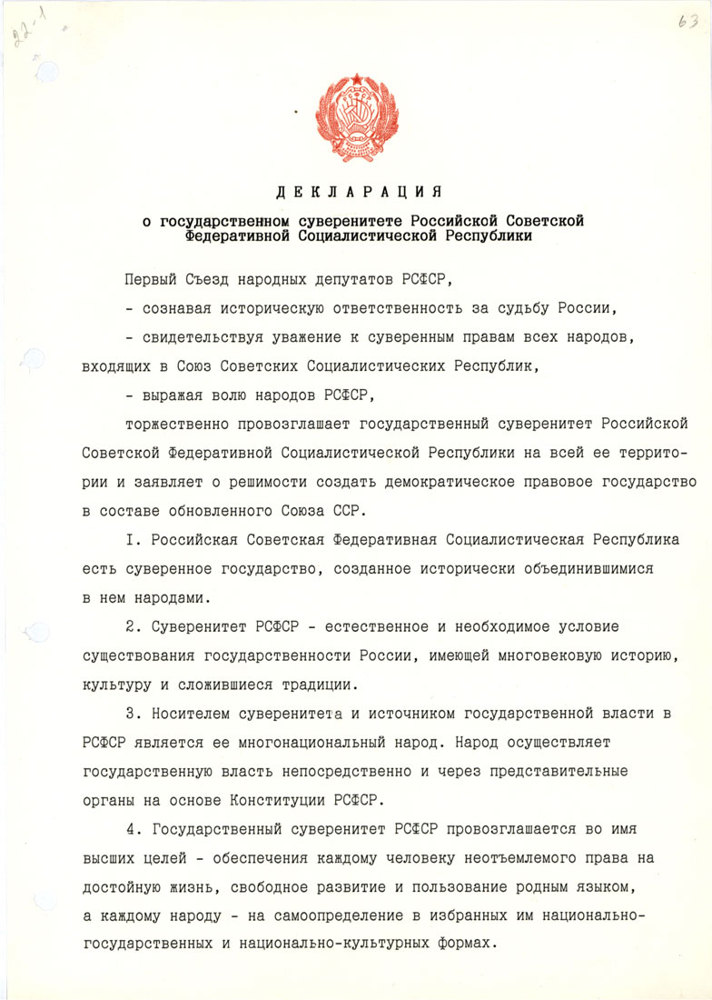 22-1
63
РСФСР
ДЕКЛАРАЦИЯ
о государственном суверенитете Российской Советской
Федеративной Социалистической Республики
Первый Съезд народных депутатов РСФСР,
- сознавая историческую ответственность за судьбу России,
- свидетельствуя уважение к суверенным правам всех народов,
входящих в Союз Советских Социалистических Республик,
- выражая волю народов РСФСР,
торжественно провозглашает государственный суверенитет Российской
Советской Федеративной Социалистической Республики на всей ее террито-
рии и заявляет о решимости создать демократическое правовое государство
в составе обновленного Союза ССР.
I. Российская Советская Федеративная Социалистическая Республика
есть суверенное государство, созданное исторически объединившимися
в нем народами.
2. Суверенитет РСФСР - естественное и необходимое условие
существования государственности России, имеющей многовековую историю,
культуру и сложившиеся традиции.
3. Носителем суверенитета и источником государственной власти в
РСФСР является ее многонациональный народ. Народ осуществляет
государственную власть непосредственно и через представительные
органы на основе Конституции РСФСР.
4. Государственный суверенитет РСФСР провозглашается во имя
высших целей - обеспечения каждому человеку неотъемлемого права на
достойную жизнь, свободное развитие и пользование родным языком,
а каждому народу - на самоопределение в избранных им национально-
государственных и национально-культурных формах.